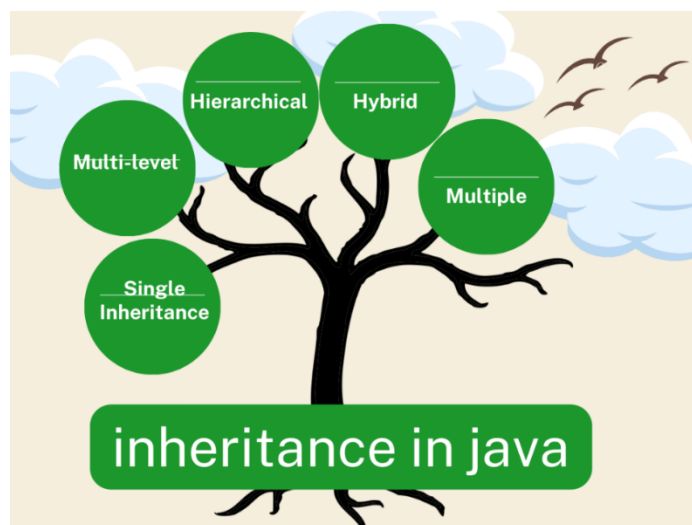 Hierarchical
Hybrid
Multi-level
Multiple
Single
Inheritance
inheritance in java